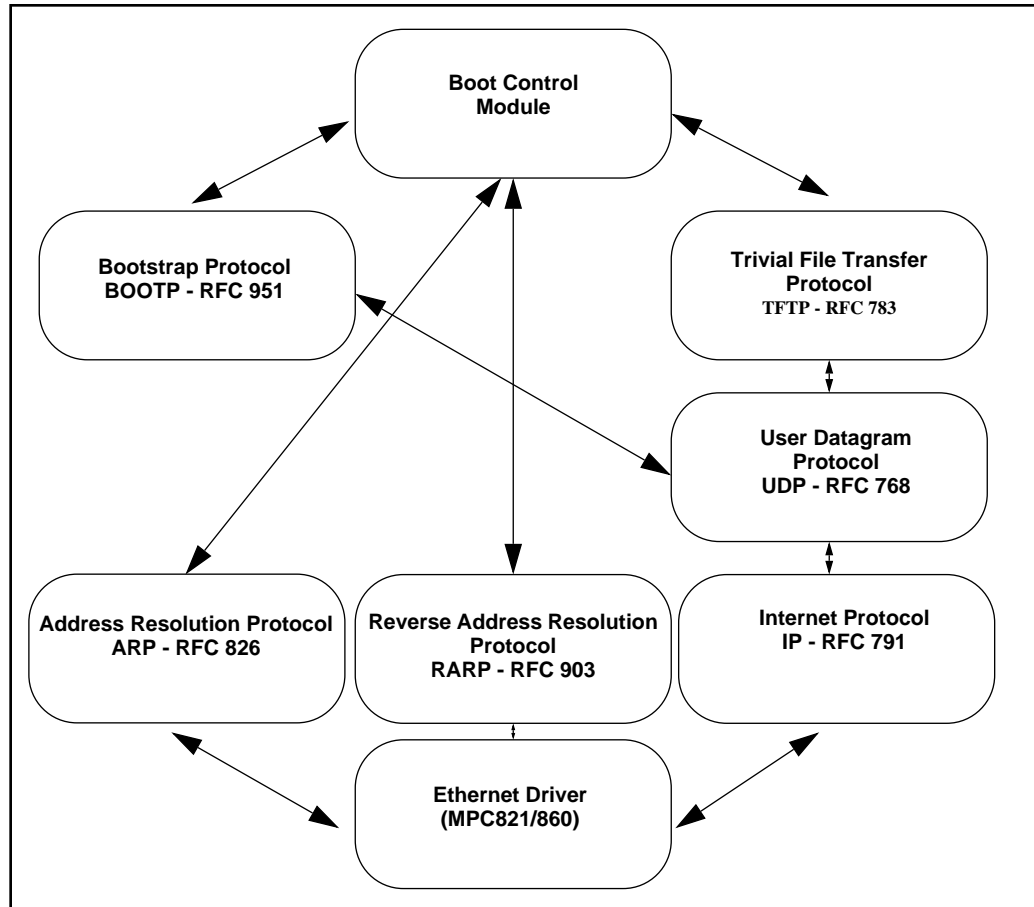 Boot Control
Module
Bootstrap Protocol
BOOTP - RFC 951
Trivial File Transfer
Protocol
TFTP - RFC 783
User Datagram
Protocol
UDP - RFC 768
Address Resolution Protocol
ARP - RFC 826
Reverse Address Resolution
Protocol
RARP - RFC 903
Internet Protocol
IP - RFC 791
Ethernet Driver
(MPC821/860)